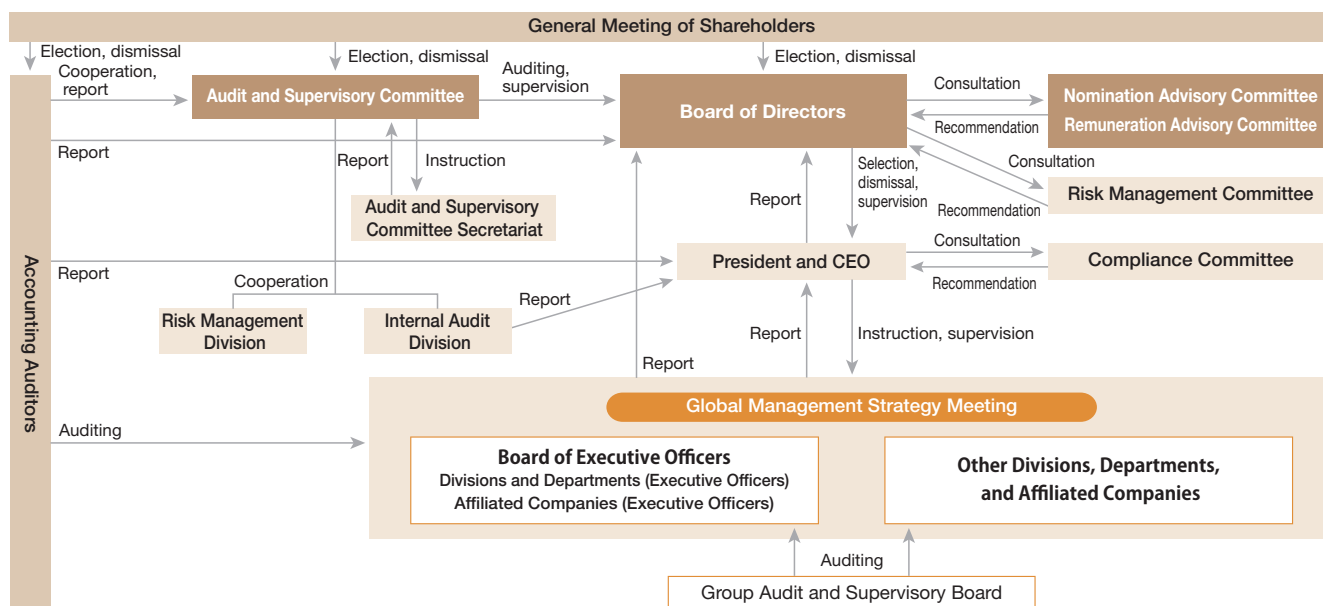 General Meeting of Shareholders
Election, dismissal
Election, dismissal
Election, dismissal
Cooperation,
report
Audit and Supervisory Committee
Auditing,
supervision
Board of Directors
Consultation
Recommendation
Nomination Advisory Committee
Remuneration Advisory Committee
Report
Report
Instruction
Selection,
dismissal,
supervision
Consultation
Recommendation
Risk Management Committee
Audit and Supervisory
Committee Secretariat
Report
Accounting Auditors
Report
President and CEO
Consultation
Recommendation
Compliance Committee
Cooperation
Risk Management
Division
Internal Audit
Division
Report
Report
Report
Instruction, supervision
Global Management Strategy Meeting
Auditing
Board of Executive Officers
Divisions and Departments (Executive Officers)
Affiliated Companies (Executive Officers)
Other Divisions, Departments,
and Affiliated Companies
Auditing
Group Audit and Supervisory Board